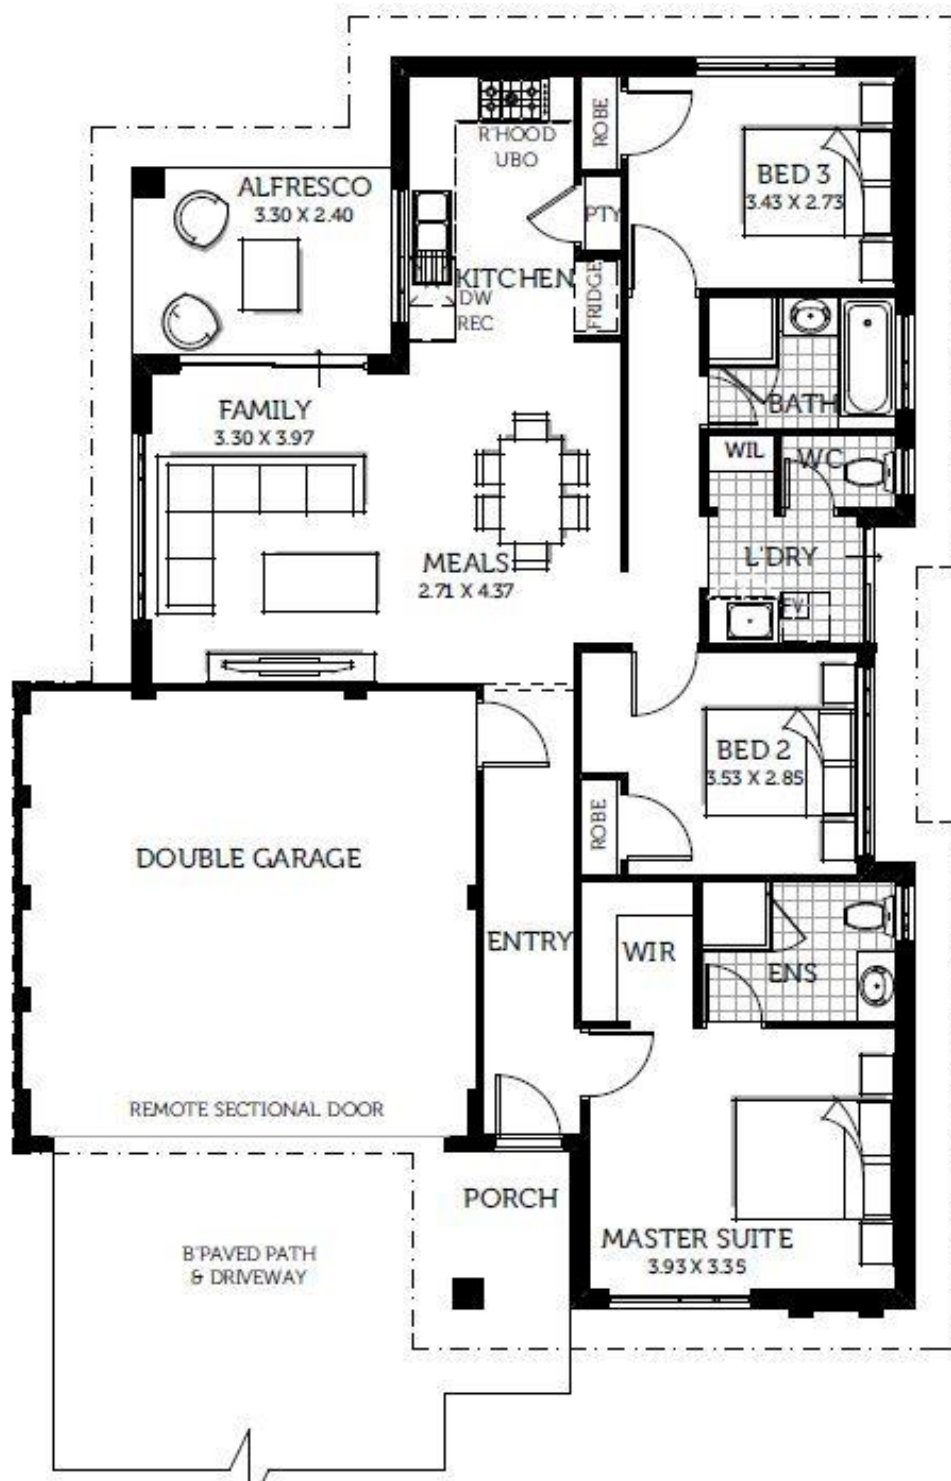 R'HOOD
UBO
ROBE
BED 3
3.43 X 2.73
ALFRESCO
3.30 X 2.40
PTY
KITCHEN
FRIDGE
DW
REC
FAMILY
3.30 X 3.97
BATH
WIL
WC
MEALS
2.71 X 4.37
L'DRY
BED 2
3.53 X 2.85
ROBE
DOUBLE GARAGE
ENTRY
WIR
ENS
REMOTE SECTIONAL DOOR
PORCH
MASTER SUITE
3.93 X 3.35
B'PAVED PATH
& DRIVEWAY